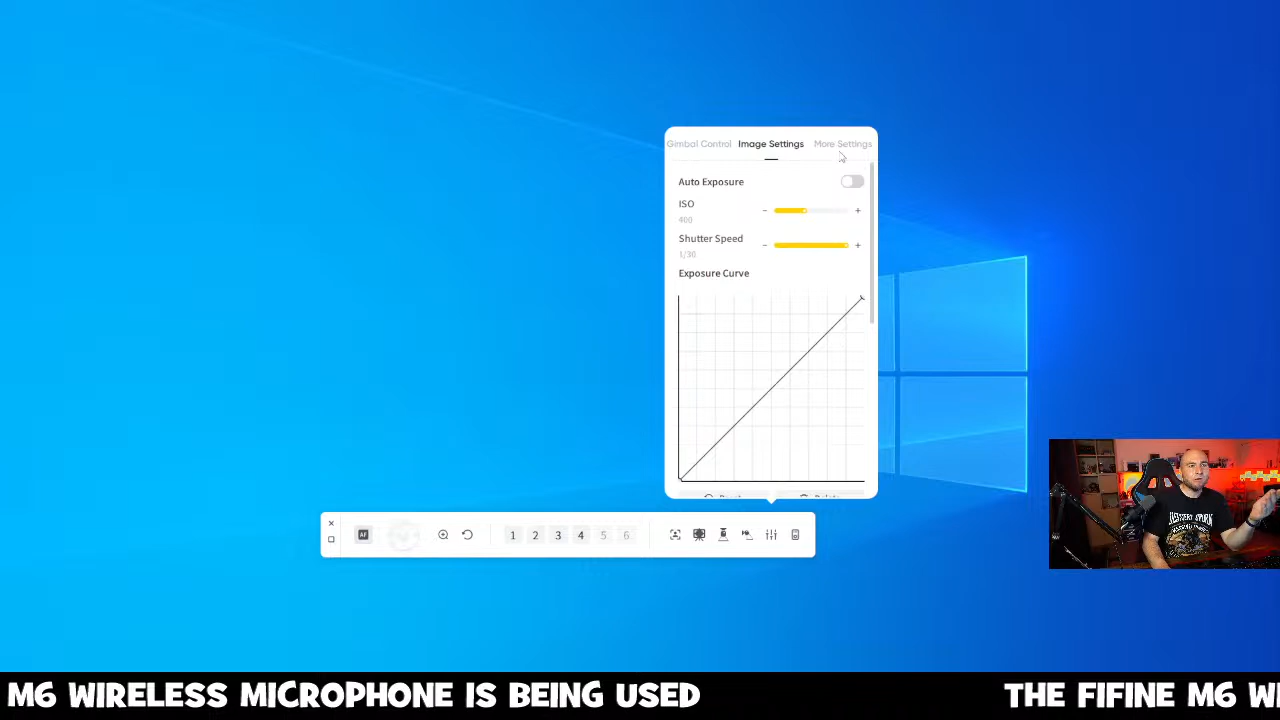 Gimbal Control Image Settings More Settings
Auto Exposure
ISO
400
Shutter Speed
1/30
Exposure Curve
AF
1 2 3 4 5 6
M6 WIRELESS MICROPHONE IS BEING USED
THE FIFINE M6